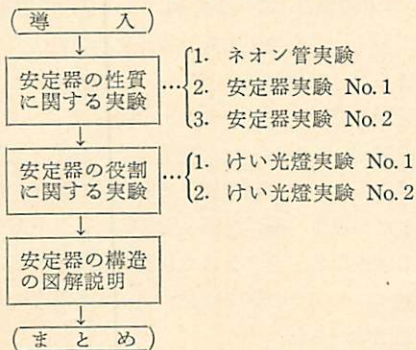 導入
安定器の性質に関する実験
1. ネオン管実験
2. 安定器実験 No.1
3. 安定器実験 No.2
安定器の役割に関する実験
1. けい光燈実験 No.1
2. けい光燈実験 No.2
安定器の構造の図解説明
まとめ